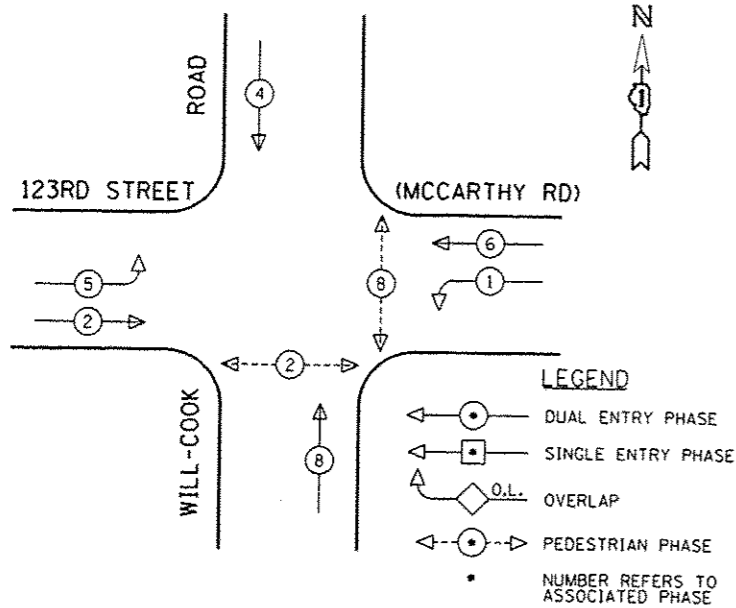 N
ROAD
4
1
123RD STREET
(MCCARTHY RD)
6
5
8
1
2
2
WILL-COOK
8
LEGEND
* DUAL ENTRY PHASE
* SINGLE ENTRY PHASE
O.L. OVERLAP
* PEDESTRIAN PHASE
* NUMBER REFERS TO
ASSOCIATED PHASE